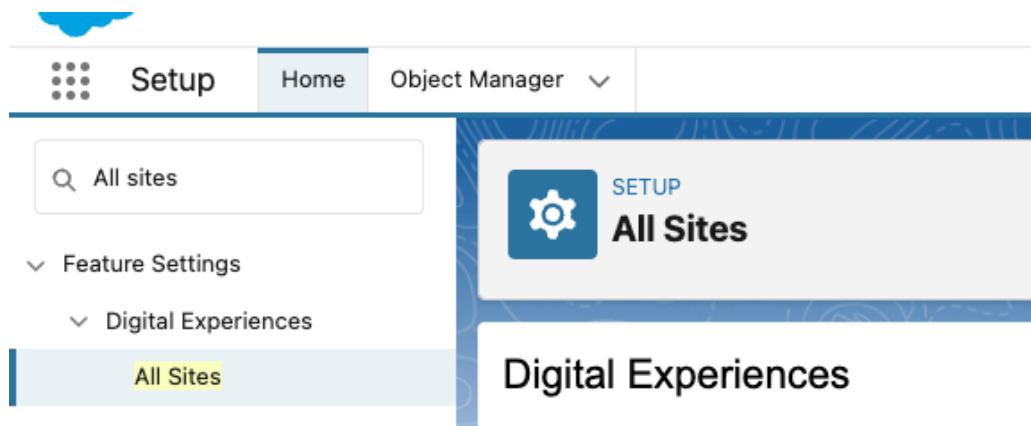 Setup
Home
Object Manager
All sites
SETUP
All Sites
Feature Settings
Digital Experiences
All Sites
Digital Experiences